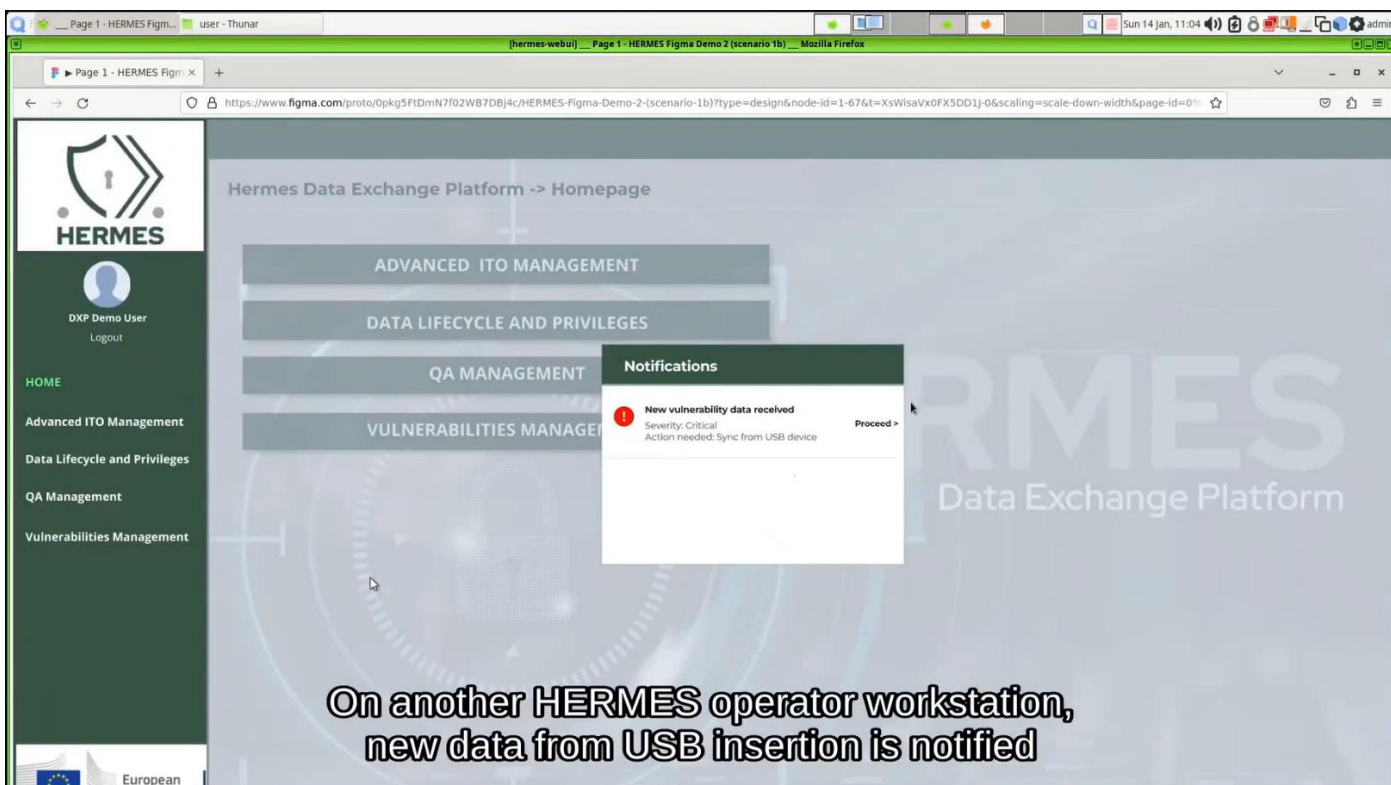 __Page 1 - HERMES Figm...
user - Thunar
Sun 14 Jan, 11:04
admin
[hermes-webui] __ Page 1 - HERMES Figma Demo 2 (scenario 1b) __ Mozilla Firefox
Page 1 - HERMES Figm
https://www.figma.com/proto/0pkg5FtDmN7f02WB7DBj4c/HERMES-Figma-Demo-2-(scenario-1b)?type=design&node-id=1-67&t=XsWisaVx0FX5DD1J-0&scaling=scale-down-width&page-id=0%
HERMES
DXP Demo User
Logout
HOME
Advanced ITO Management
Data Lifecycle and Privileges
QA Management
Vulnerabilities Management
European
Hermes Data Exchange Platform -> Homepage
ADVANCED ITO MANAGEMENT
DATA LIFECYCLE AND PRIVILEGES
QA MANAGEMENT
VULNERABILITIES MANAGE
Notifications
New vulnerability data received
Severity: Critical
Action needed: Sync from USB device
Proceed >
RMES
Data Exchange Platform
On another HERMES operator workstation,
new data from USB insertion is notified